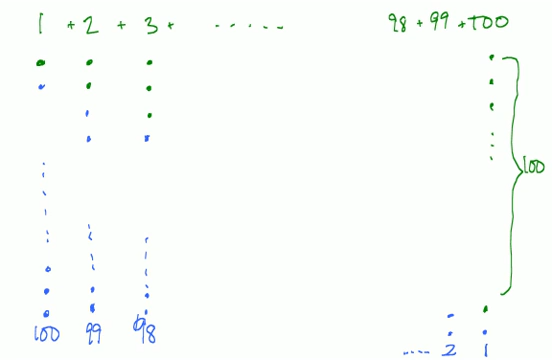 1 + 2 + 3 + ...... 98 + 99 + 100
100
100 99 98 ..... 2 1